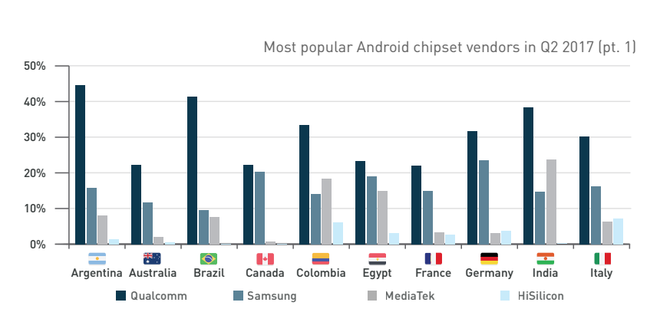 Most popular Android chipset vendors in Q2 2017 (pt. 1)
50%
40%
30%
20%
10%
0%
Argentina Australia Brazil Canada Colombia Egypt France Germany India Italy
Qualcomm Samsung MediaTek HiSilicon